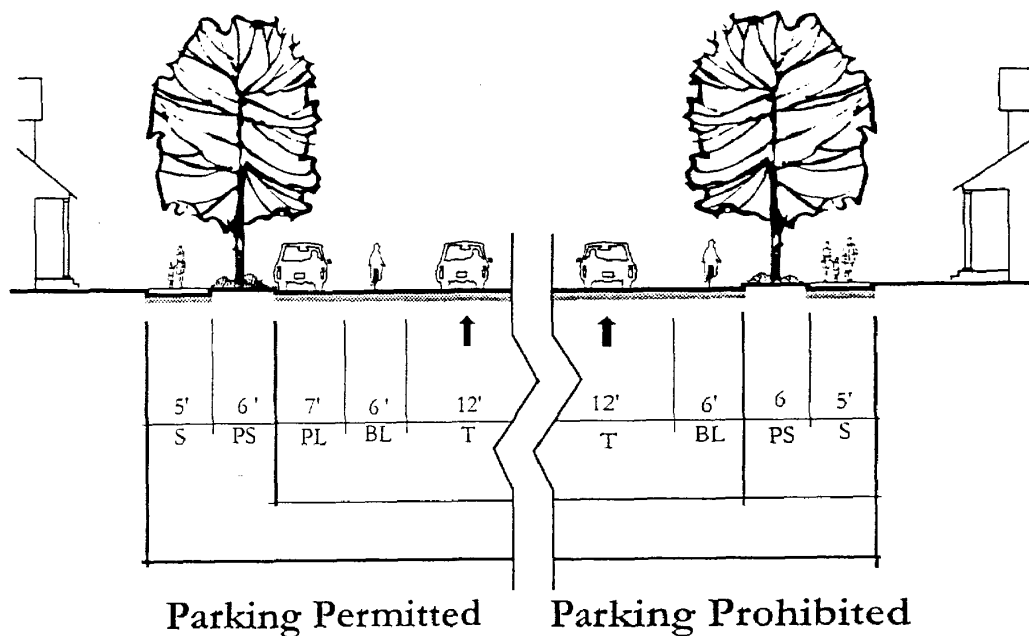 5' 6' 7' 6' 12' 12' 6' 6 5'
S PS PL BL T T BL PS S
Parking Permitted Parking Prohibited